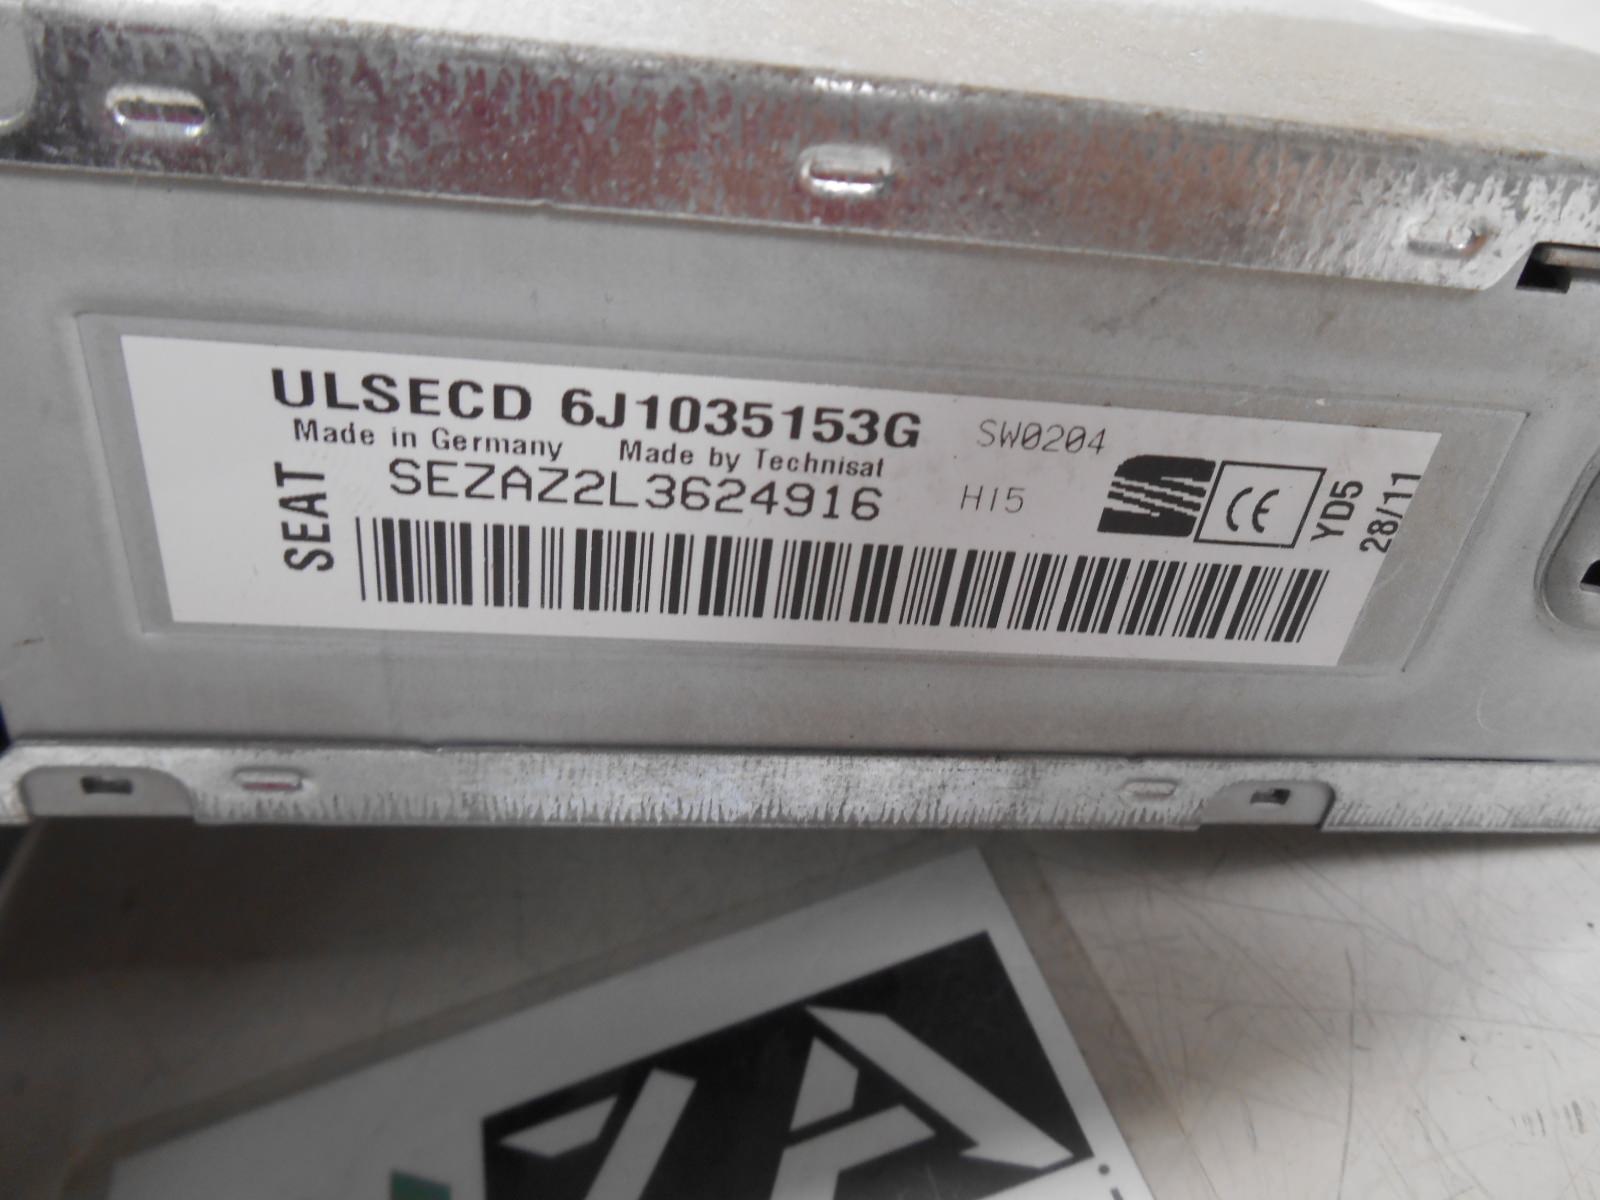 ULSECD 6J1035153G SW0204
Made in Germany Made by Technisat
SEZAZ2L3624916 HI5
SEAT
CE
YD5
28/11